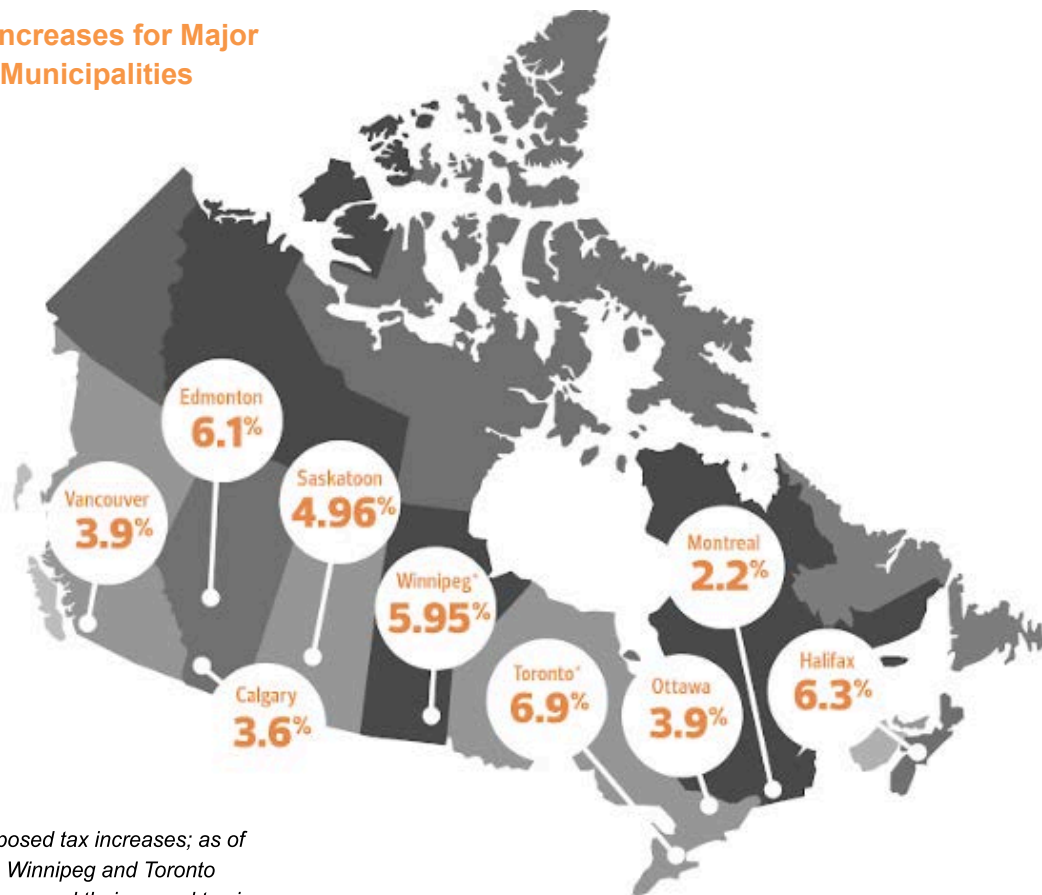 ncreases for Major
Municipalities
Edmonton
6.1%
Saskatoon
4.96%
Vancouver
3.9%
Winnipeg*
5.95%
Montreal
2.2%
Toronto*
6.9%
Ottawa
3.9%
Halifax
6.3%
Calgary
3.6%
posed tax increases; as of
Winnipeg and Toronto